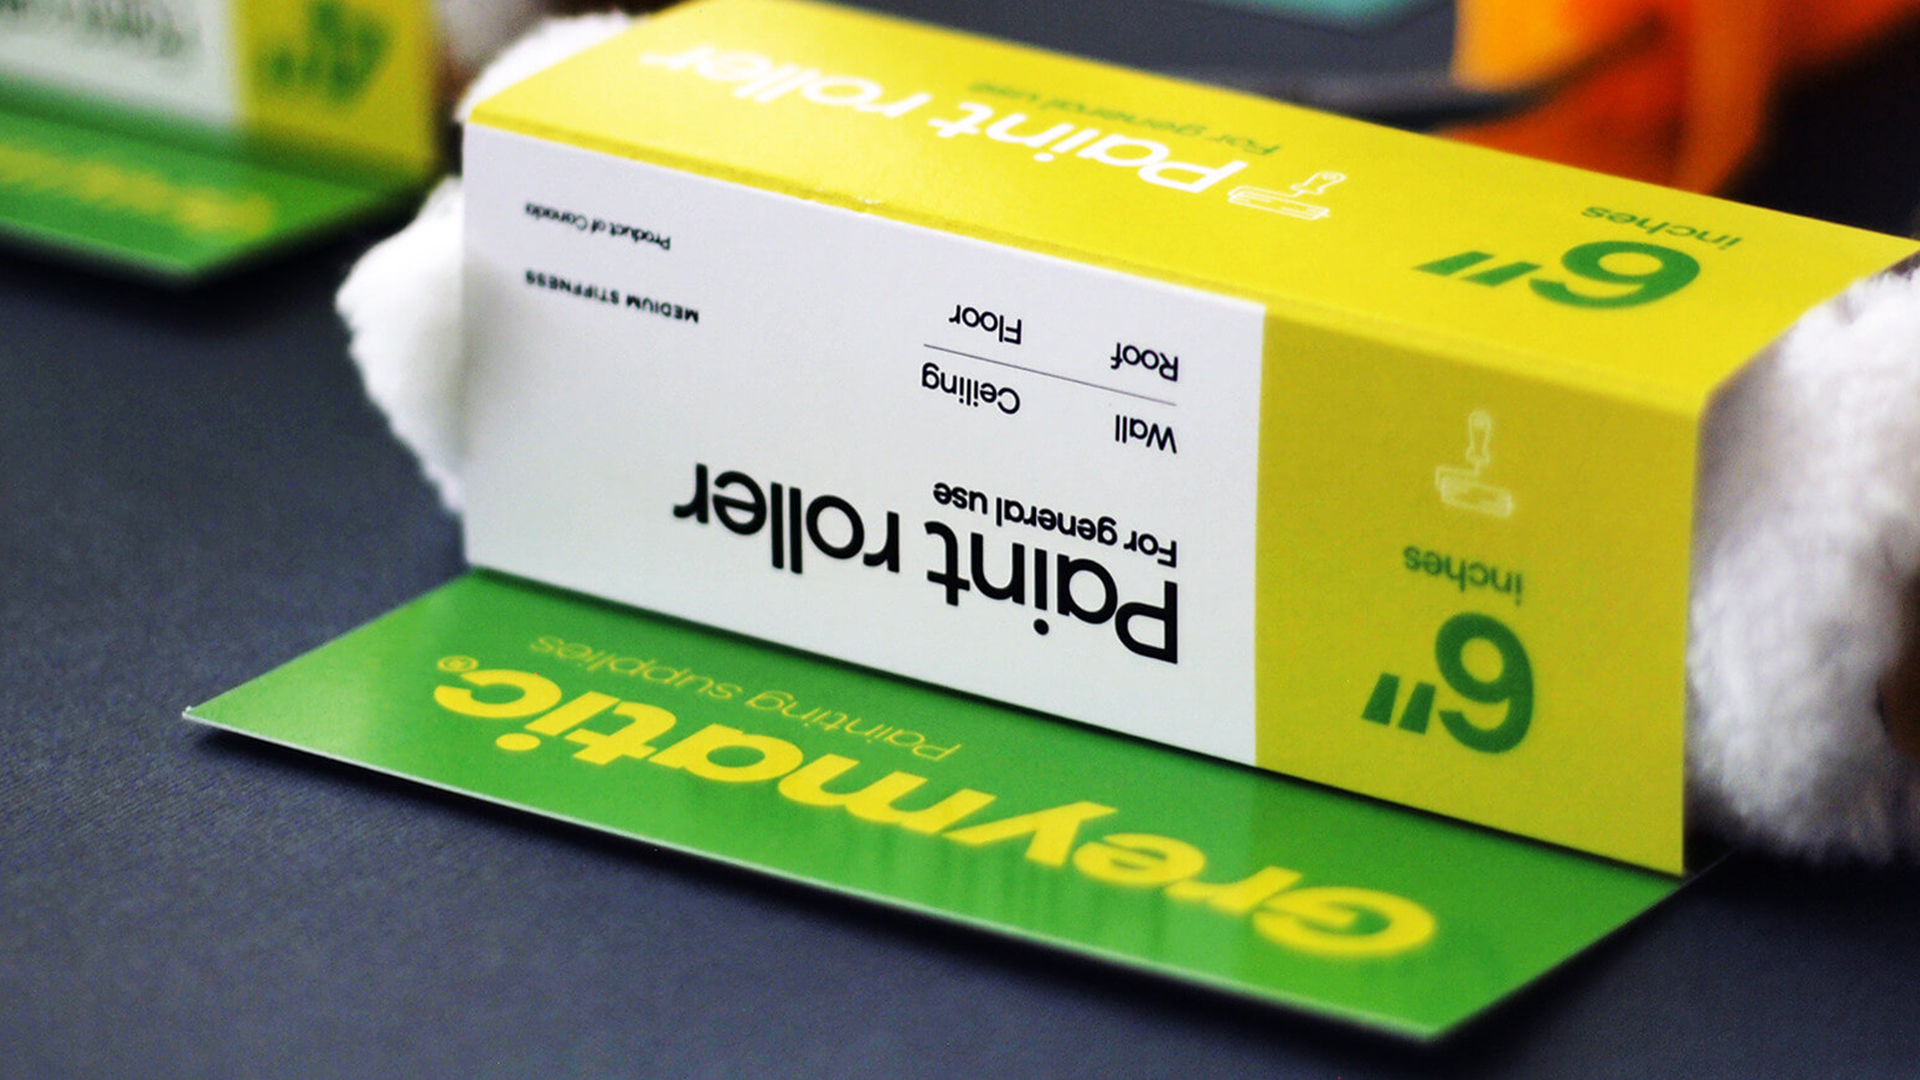 Greymatic®
Painting supplies
Paint roller
For general use
Wall Ceiling
Roof Floor
MEDIUM STIFFNESS
Product of Canada
6"
inches
6"
inches
Paint roller
For general use